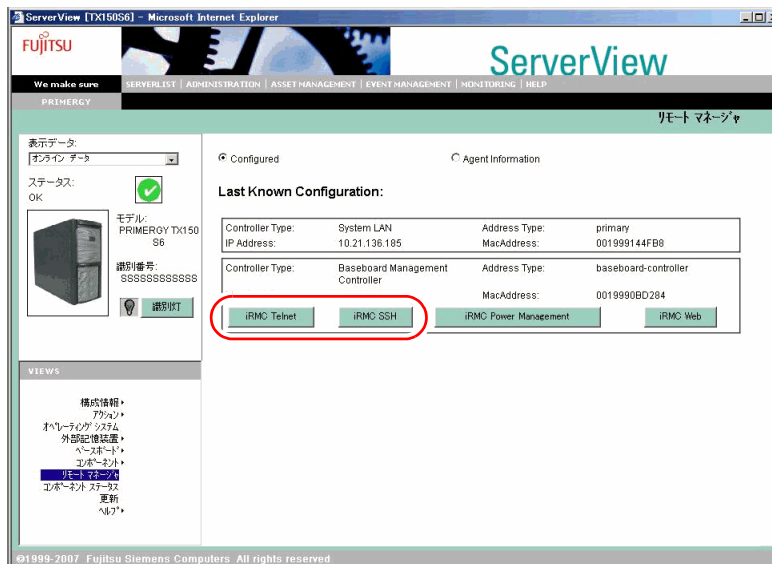 ServerView [TX150S6] - Microsoft Internet Explorer
FUJITSU
ServerView
We make sure
SERVERLIST | ADMINISTRATION | ASSET MANAGEMENT | EVENT MANAGEMENT | MONITORING | HELP
PRIMERGY
リモート マネージャ
表示データ:
オンライン データ
ステータス:
OK
モデル:
PRIMERGY TX150
S6
識別番号:
SSSSSSSSSSSS
識別灯
Configured
Agent Information
Last Known Configuration:
Controller Type: System LAN Address Type: primary
IP Address: 10.21.136.185 MacAddress: 001999144FB8
Controller Type: Baseboard Management Controller Address Type: baseboard-controller
MacAddress: 0019990BD284
iRMC Telnet iRMC SSH iRMC Power Management iRMC Web
VIEWS
構成情報
アクション
オペレーティング システム
外部記憶装置
ベースボード
コンポーネント
リモート マネージャ
コンポーネント ステータス
更新
ヘルプ
©1999-2007 Fujitsu Siemens Computers All rights reserved